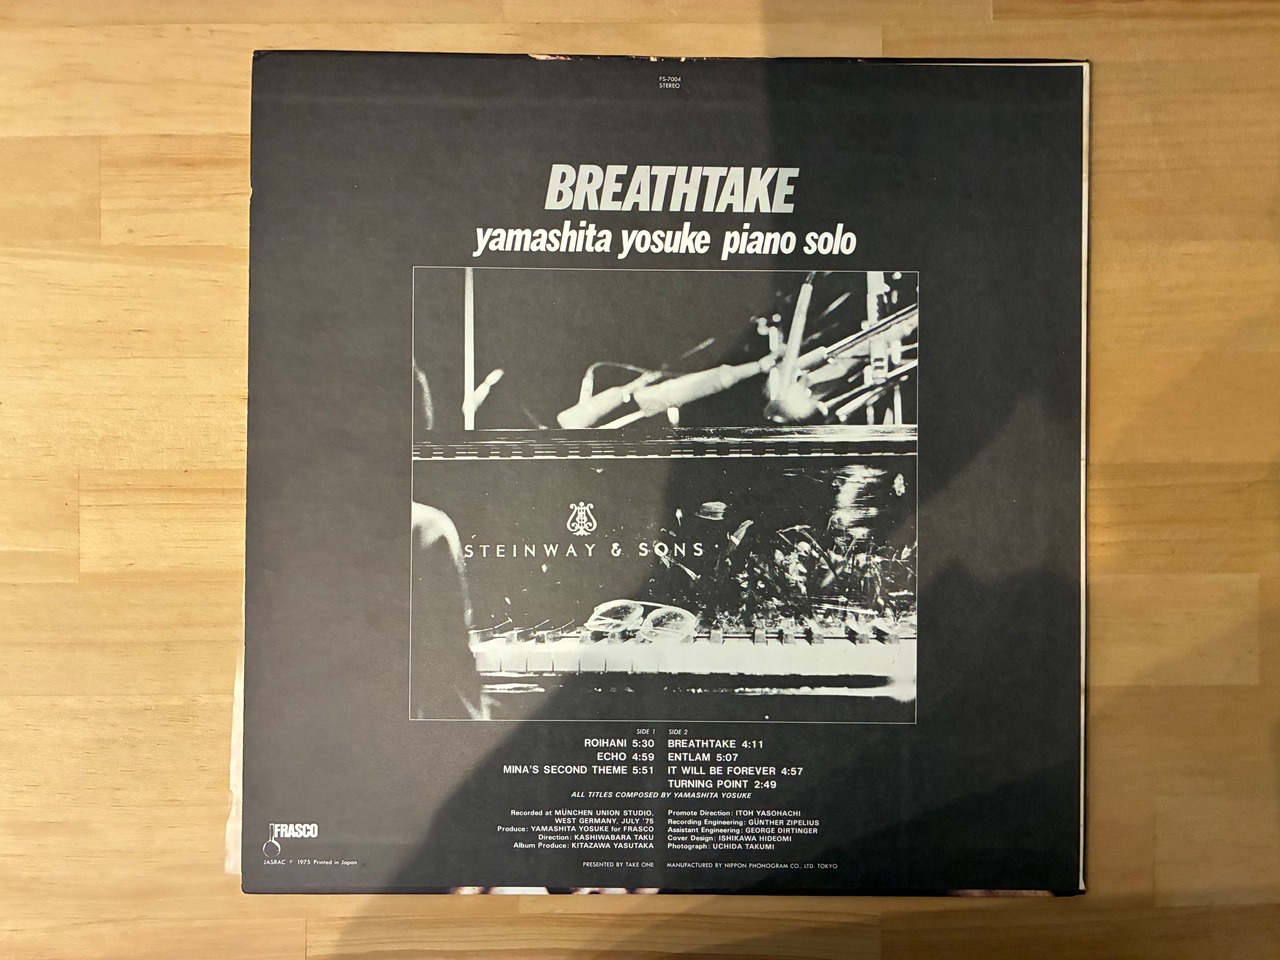 FS-7004
STEREO
BREATHTAKE
yamashita yosuke piano solo
STEINWAY & SONS
SIDE 1
ROIHANI 5:30
ECHO 4:59
MINA'S SECOND THEME 5:51
SIDE 2
BREATHTAKE 4:11
ENTLAM 5:07
IT WILL BE FOREVER 4:57
TURNING POINT 2:49
ALL TITLES COMPOSED BY YAMASHITA YOSUKE
Recorded at MÜNCHEN UNION STUDIO,
WEST GERMANY, JULY '75
Produce: YAMASHITA YOSUKE for FRASCO
Direction: KASHIWABARA TAKU
Album Produce: KITAZAWA YASUTAKA
Promote Direction: ITOH YASOHACHI
Recording Engineering: GÜNTHER ZIPELIUS
Assistant Engineering: GEORGE DIRTINGER
Cover Design: ISHIKAWA HIDEOMI
Photograph: UCHIDA TAKUMI
FRASCO
JASRAC ℗ 1975 Printed in Japan
PRESENTED BY TAKE ONE MANUFACTURED BY NIPPON PHONOGRAM CO., LTD. TOKYO